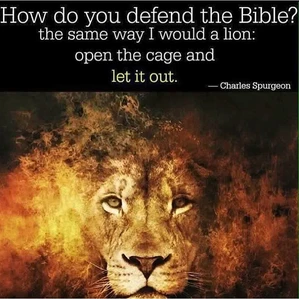 How do you defend the Bible?
the same way I would a lion:
open the cage and
let it out.
— Charles Spurgeon